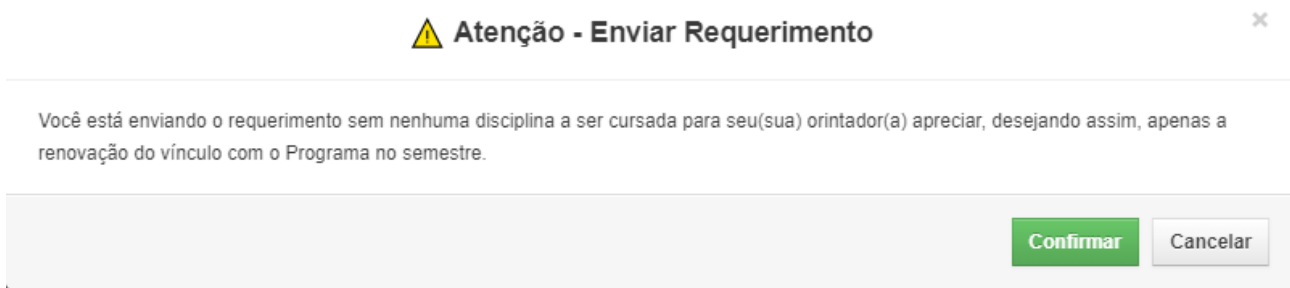 Atenção - Enviar Requerimento
×
Você está enviando o requerimento sem nenhuma disciplina a ser cursada para seu(sua) orintador(a) apreciar, desejando assim, apenas a
renovação do vínculo com o Programa no semestre.
Confirmar Cancelar